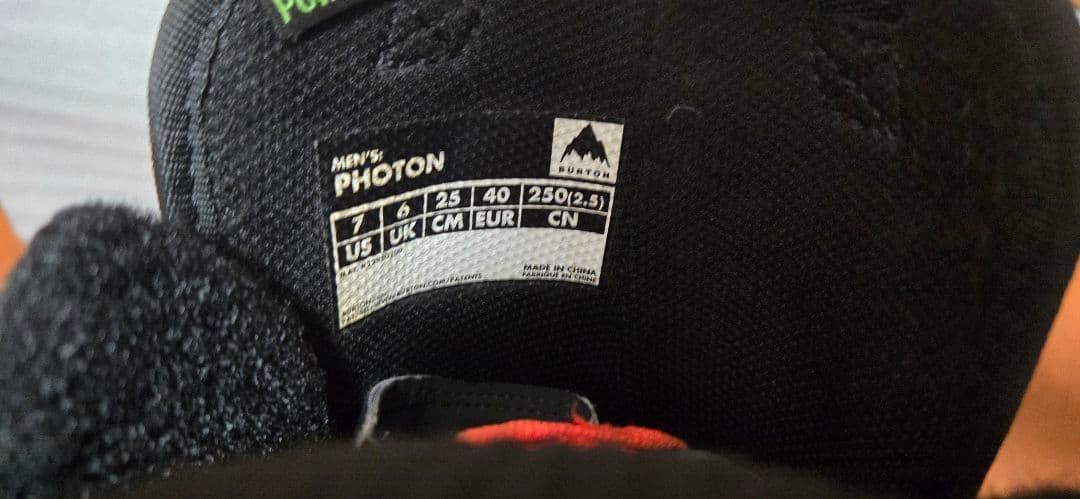 MEN'S:
PHOTON
BURTON
7 6 25 40 250(2.5)
US UK CM EUR CN
MADE IN CHINA
FABRIQUÉ EN CHINE